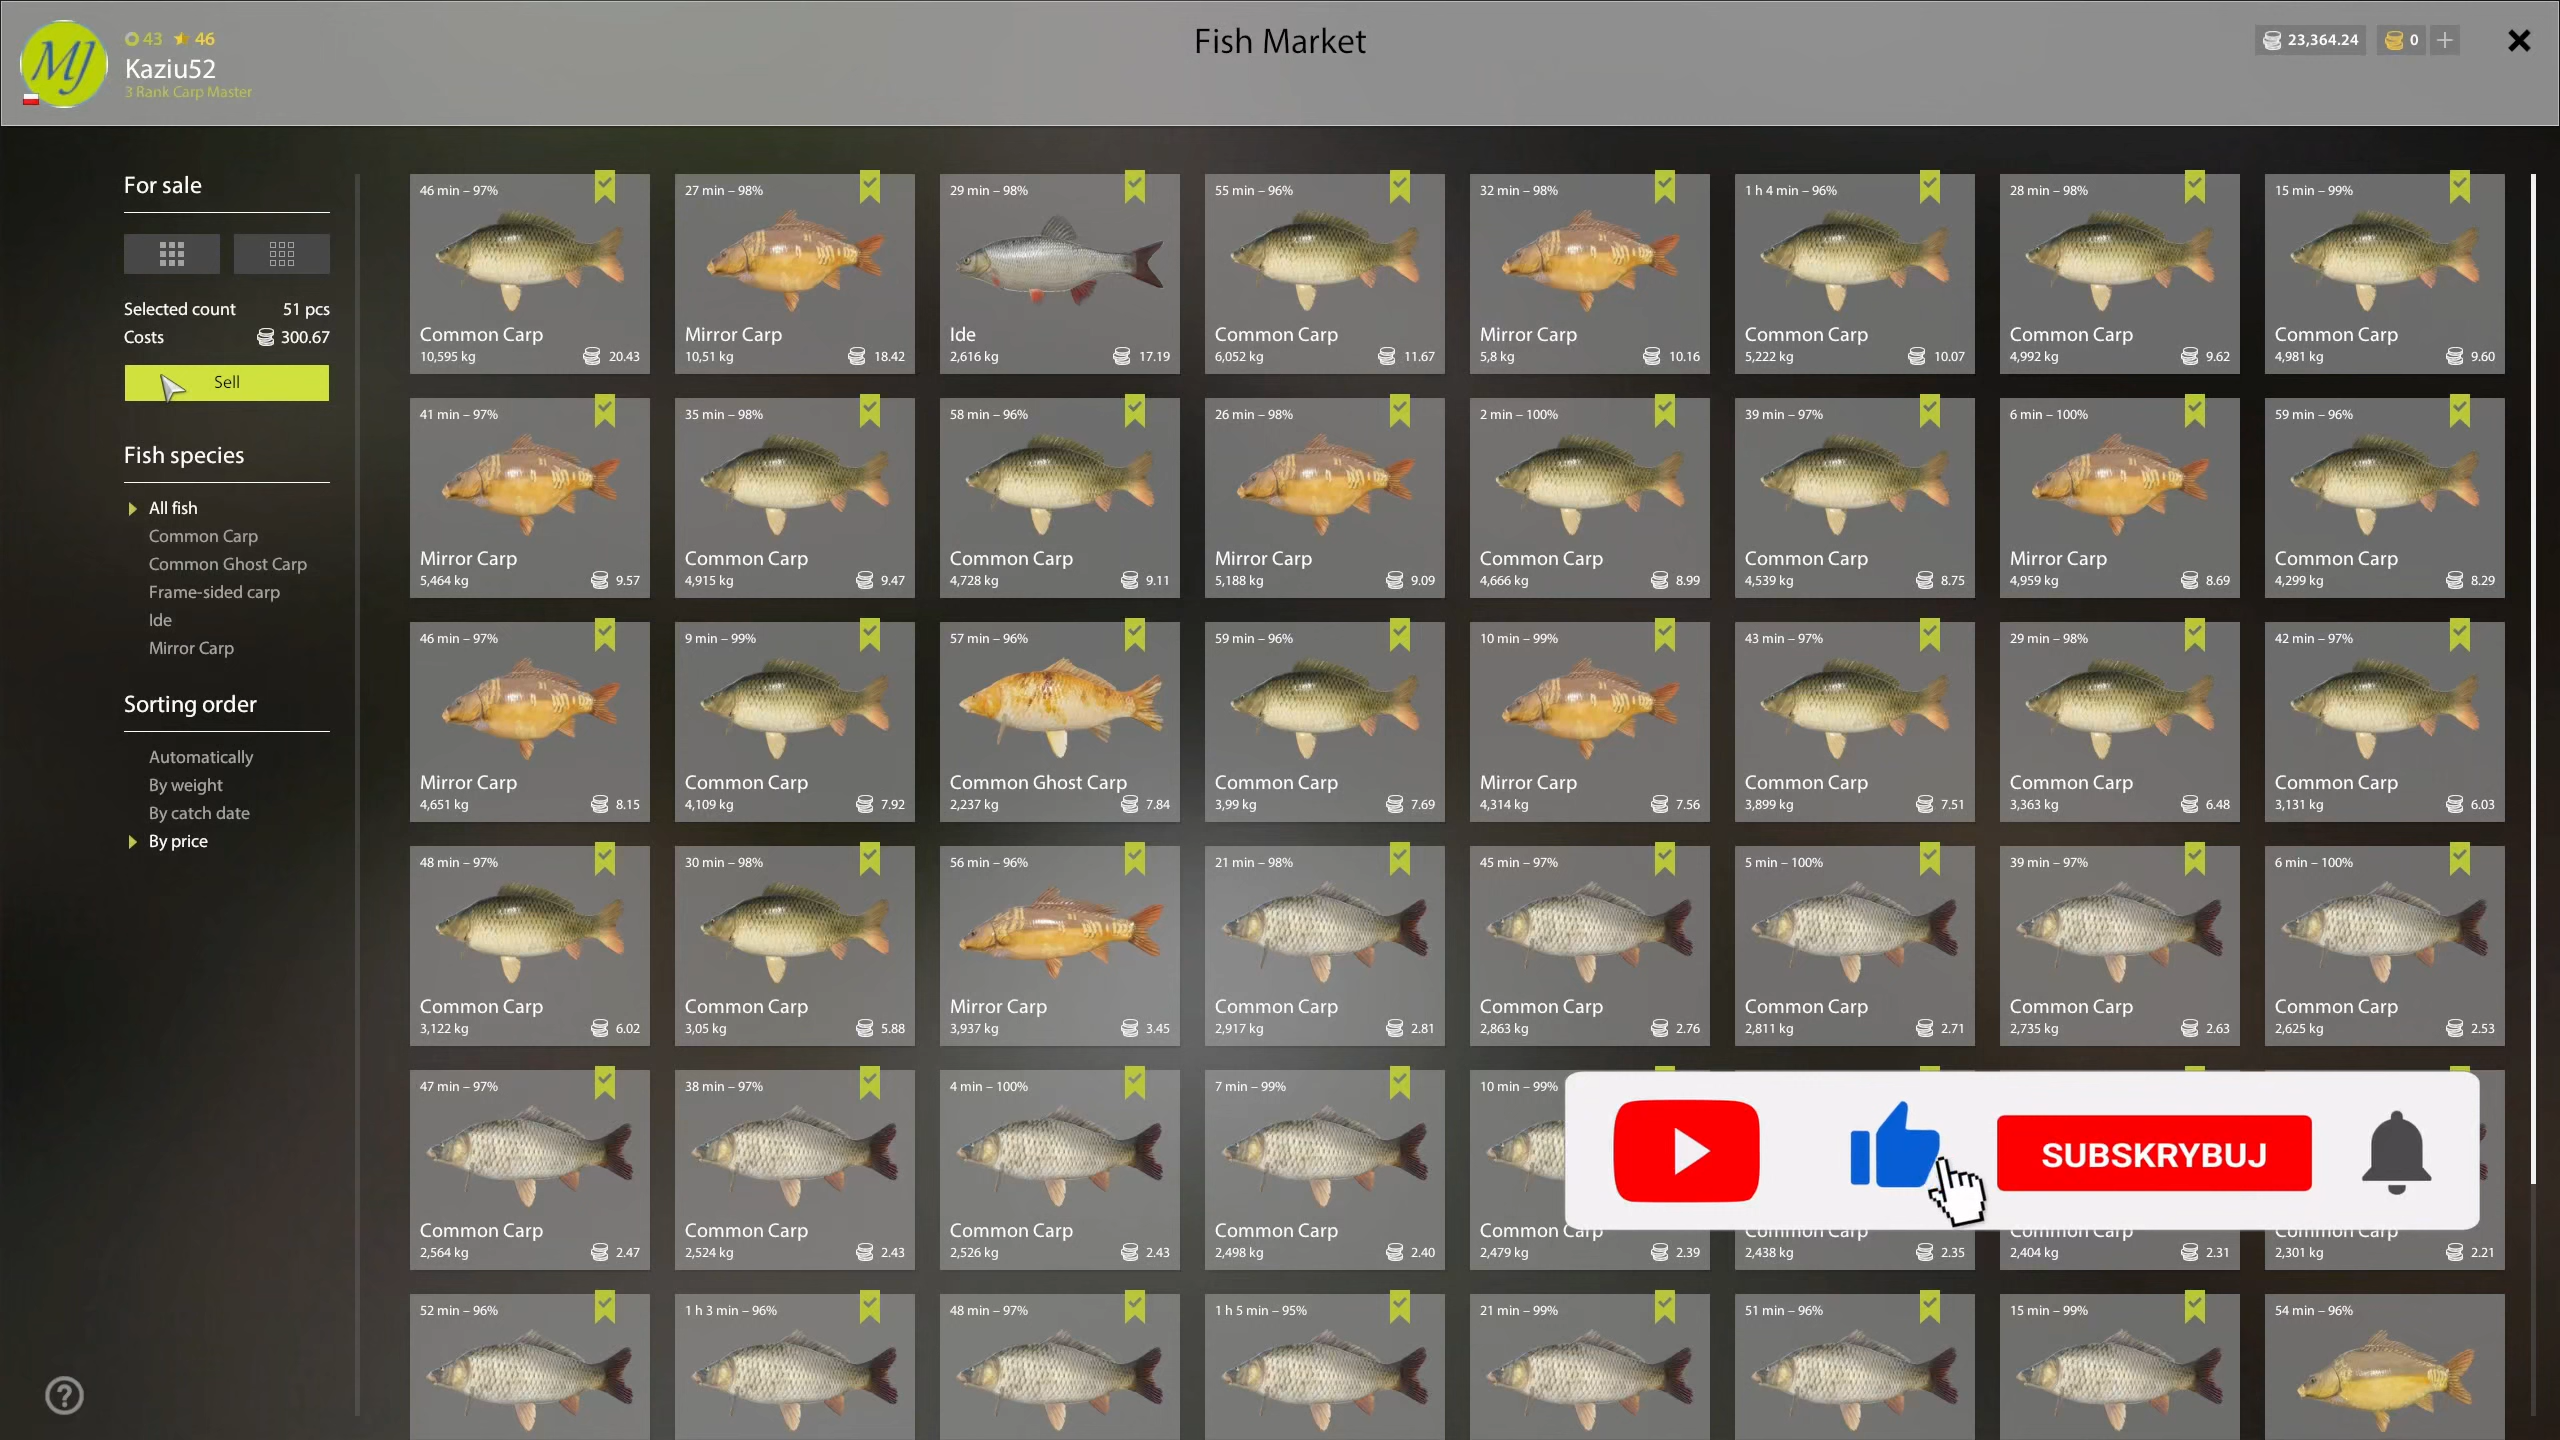 MJ
43 46
Kaziu52
3 Rank Carp Master
Fish Market
23,364.24 0
For sale
Selected count 51 pcs
Costs 300.67
Sell
Fish species
All fish
Common Carp
Common Ghost Carp
Frame-sided carp
Ide
Mirror Carp
Sorting order
Automatically
By weight
By catch date
By price
46 min – 97% 27 min – 98% 29 min – 98% 55 min – 96% 32 min – 98% 1 h 4 min – 96% 28 min – 98% 15 min – 99%
Common Carp Mirror Carp Ide Common Carp Mirror Carp Common Carp Common Carp Common Carp
10,595 kg 20.43 10,51 kg 18.42 2,616 kg 17.19 6,052 kg 11.67 5,8 kg 10.16 5,222 kg 10.07 4,992 kg 9.62 4,981 kg 9.60
41 min – 97% 35 min – 98% 58 min – 96% 26 min – 98% 2 min – 100% 39 min – 97% 6 min – 100% 59 min – 96%
Mirror Carp Common Carp Common Carp Mirror Carp Common Carp Common Carp Mirror Carp Common Carp
5,464 kg 9.57 4,915 kg 9.47 4,728 kg 9.11 5,188 kg 9.09 4,666 kg 8.99 4,539 kg 8.75 4,959 kg 8.69 4,299 kg 8.29
46 min – 97% 9 min – 99% 57 min – 96% 59 min – 96% 10 min – 99% 43 min – 97% 29 min – 98% 42 min – 97%
Mirror Carp Common Carp Common Ghost Carp Common Carp Mirror Carp Common Carp Common Carp Common Carp
4,651 kg 8.15 4,109 kg 7.92 2,237 kg 7.84 3,99 kg 7.69 4,314 kg 7.56 3,899 kg 7.51 3,363 kg 6.48 3,131 kg 6.03
48 min – 97% 30 min – 98% 56 min – 96% 21 min – 98% 45 min – 97% 5 min – 100% 39 min – 97% 6 min – 100%
Common Carp Common Carp Mirror Carp Common Carp Common Carp Common Carp Common Carp Common Carp
3,122 kg 6.02 3,05 kg 5.88 3,937 kg 3.45 2,917 kg 2.81 2,863 kg 2.76 2,811 kg 2.71 2,735 kg 2.63 2,625 kg 2.53
47 min – 97% 38 min – 97% 4 min – 100% 7 min – 99% 10 min – 99%
SUBSKRYBUJ
Common Carp Common Carp Common Carp Common Carp Common Carp Common Carp Common Carp Common Carp
2,564 kg 2.47 2,524 kg 2.43 2,526 kg 2.43 2,498 kg 2.40 2,479 kg 2.39 2,438 kg 2.35 2,404 kg 2.31 2,301 kg 2.21
52 min – 96% 1 h 3 min – 96% 48 min – 97% 1 h 5 min – 95% 21 min – 99% 51 min – 96% 15 min – 99% 54 min – 96%